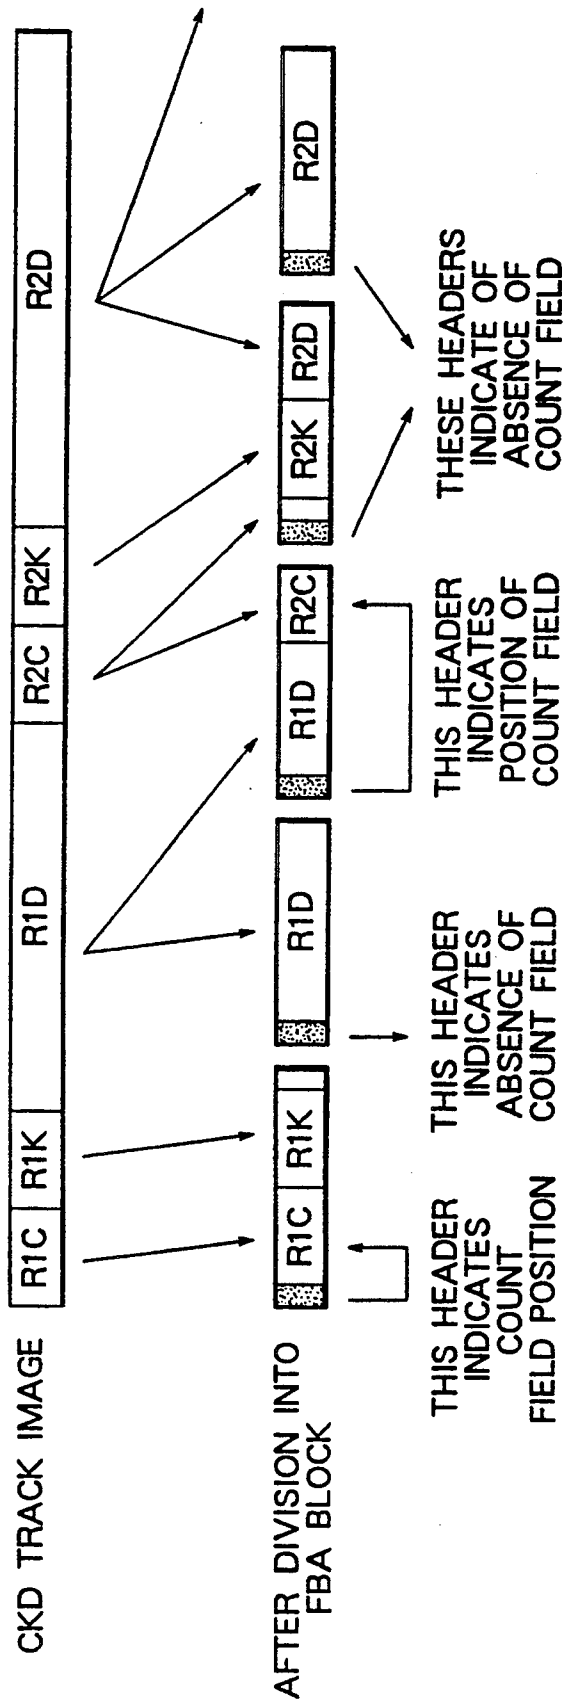 CKD TRACK IMAGE
R1C R1K R1D R2C R2K R2D
AFTER DIVISION INTO
FBA BLOCK
R1C R1K R1D R1D R2C R2K R2D R2D
THIS HEADER
INDICATES
COUNT
FIELD POSITION
THIS HEADER
INDICATES
ABSENCE OF
COUNT FIELD
THIS HEADER
INDICATES
POSITION OF
COUNT FIELD
THESE HEADERS
INDICATE OF
ABSENCE OF
COUNT FIELD